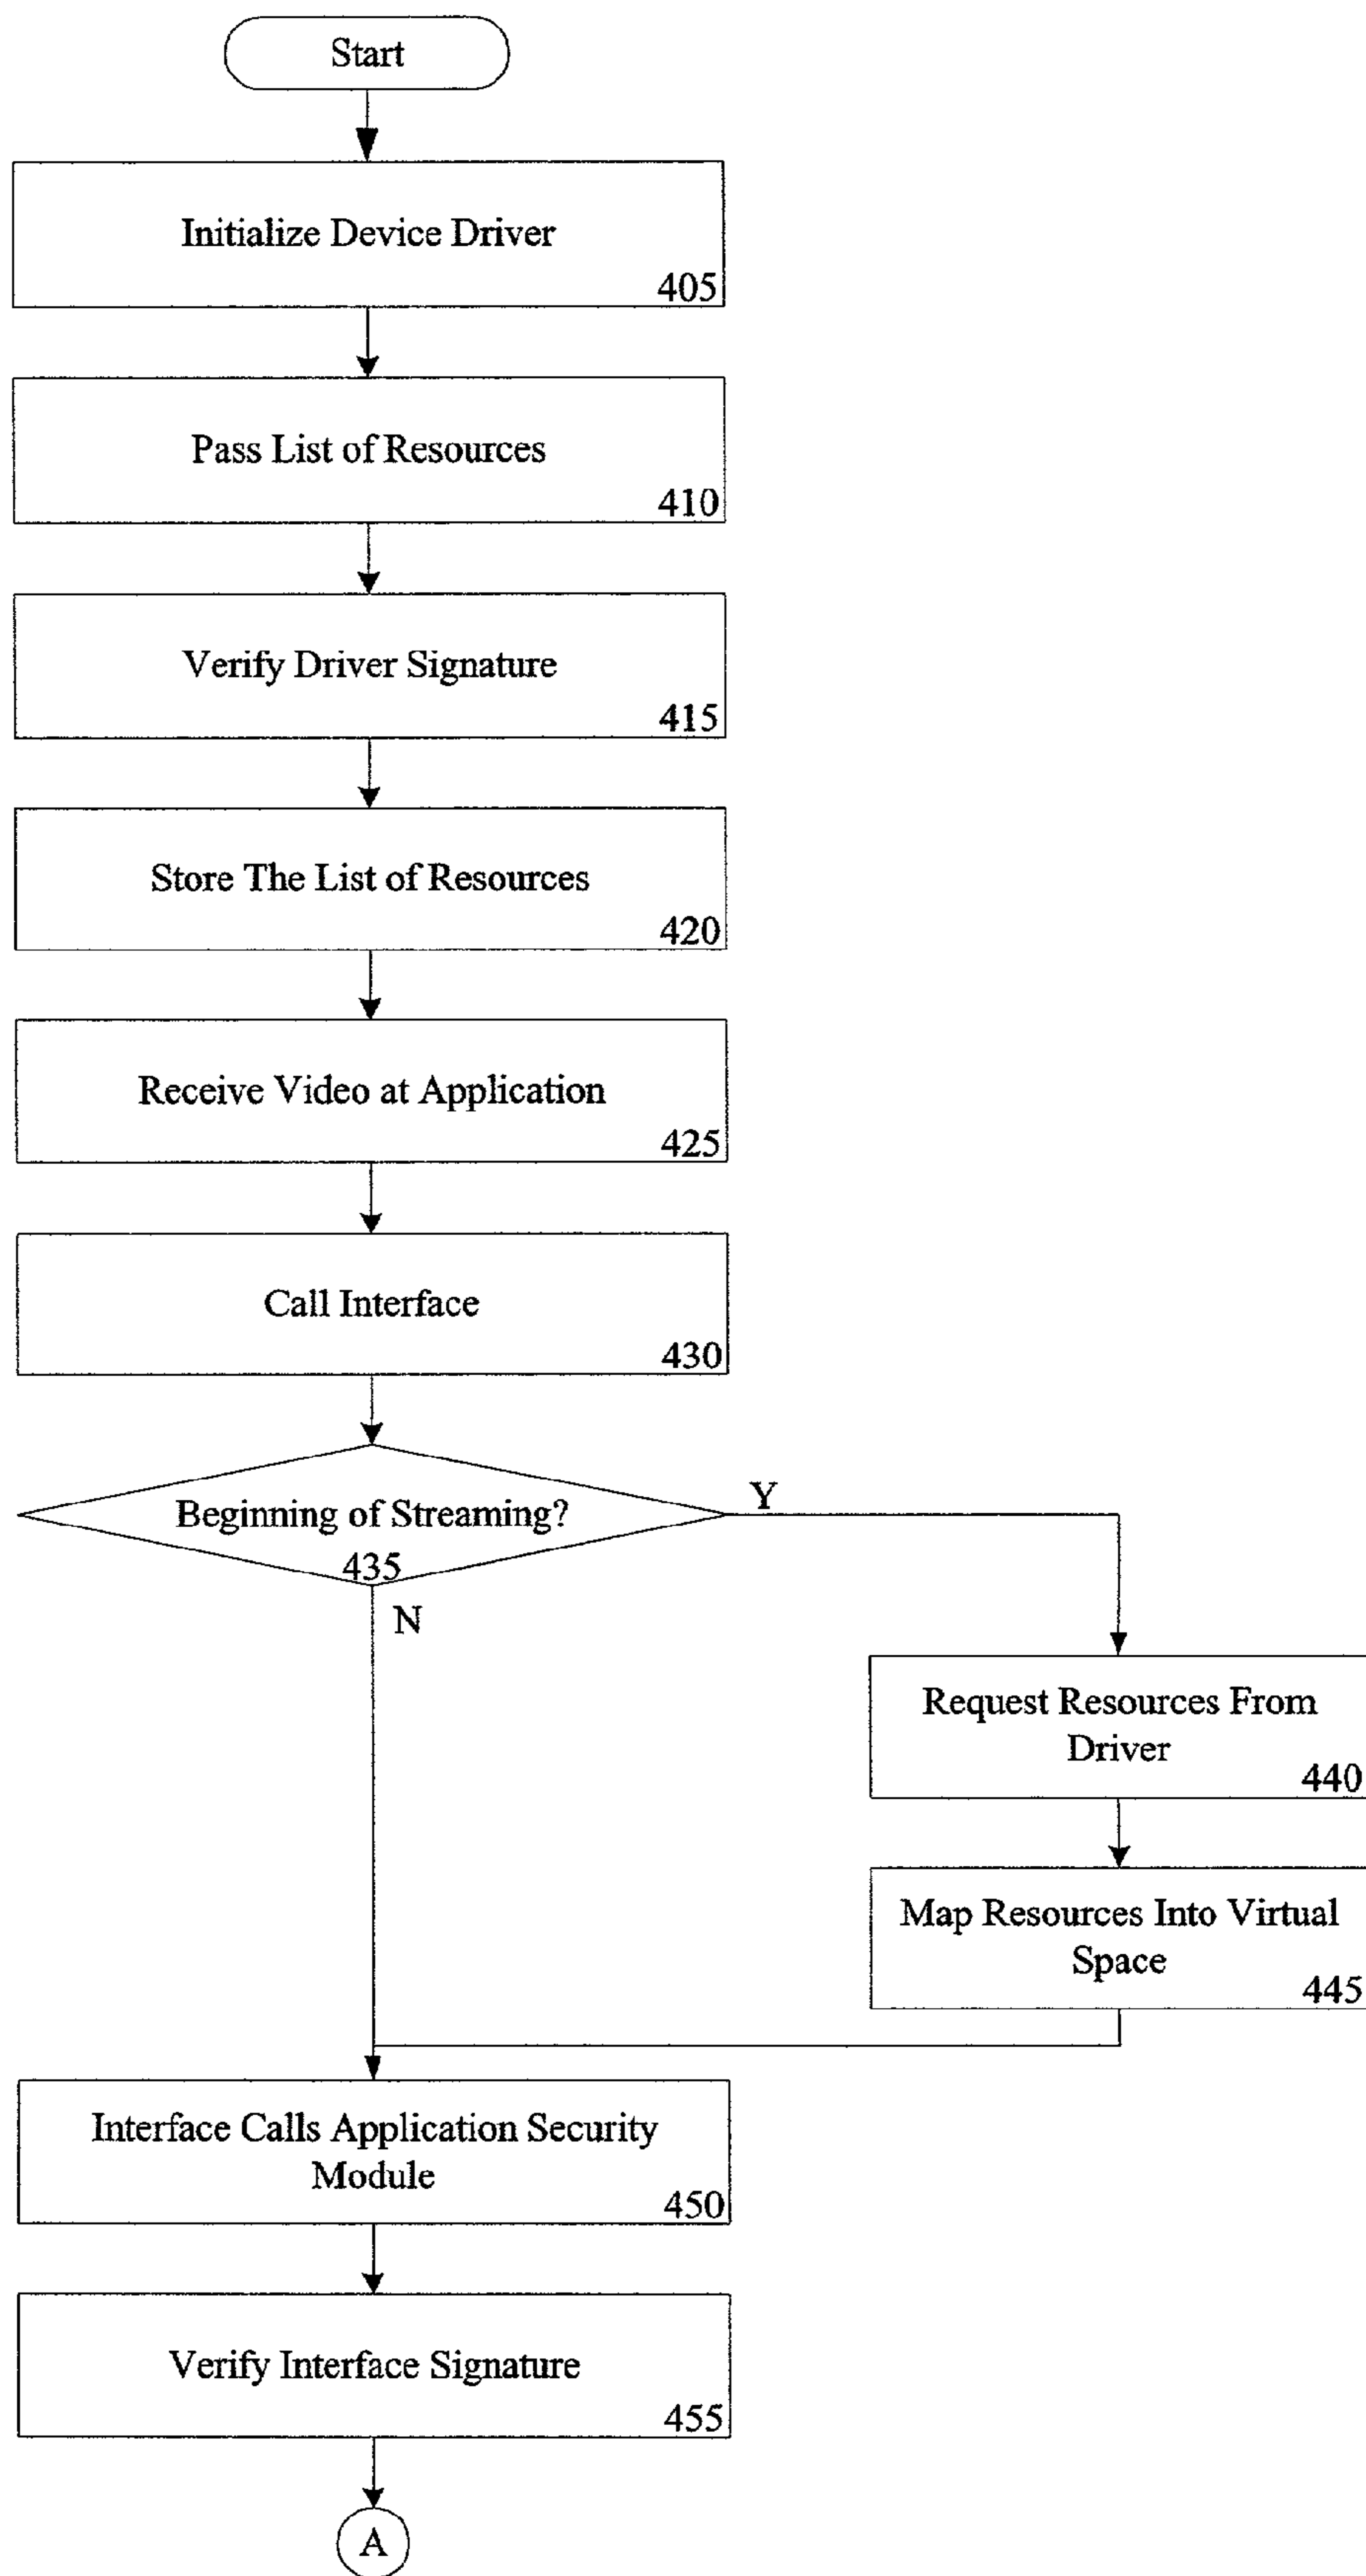 Start
Initialize Device Driver
405
Pass List of Resources
410
Verify Driver Signature
415
Store The List of Resources
420
Receive Video at Application
425
Call Interface
430
Beginning of Streaming?
435
Y
N
Request Resources From
Driver
440
Map Resources Into Virtual
Space
445
Interface Calls Application Security
Module
450
Verify Interface Signature
455
A